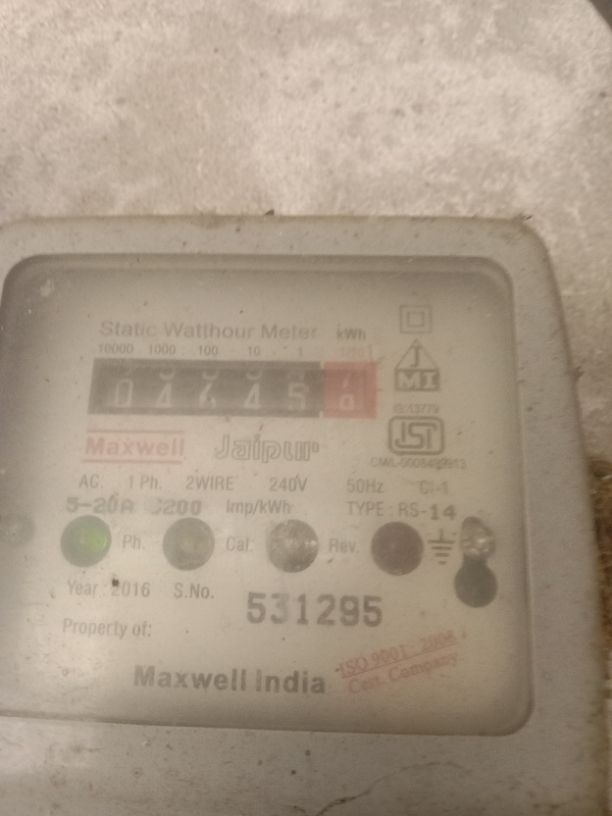 Static Watthour Meter kWh
10000 1000 100 10 1 1/10
0 4 4 4 5
J
MI
IS:13779
Maxwell Jaipur
AC. 1 Ph. 2WIRE 240V 50Hz
5-20A 3200 Imp/kWh TYPE : RS-14
Ph. Cal. Rev.
Year : 2016 S.No.
531295
Property of:
ISO 9001 : 2008
Cert. Company
Maxwell India